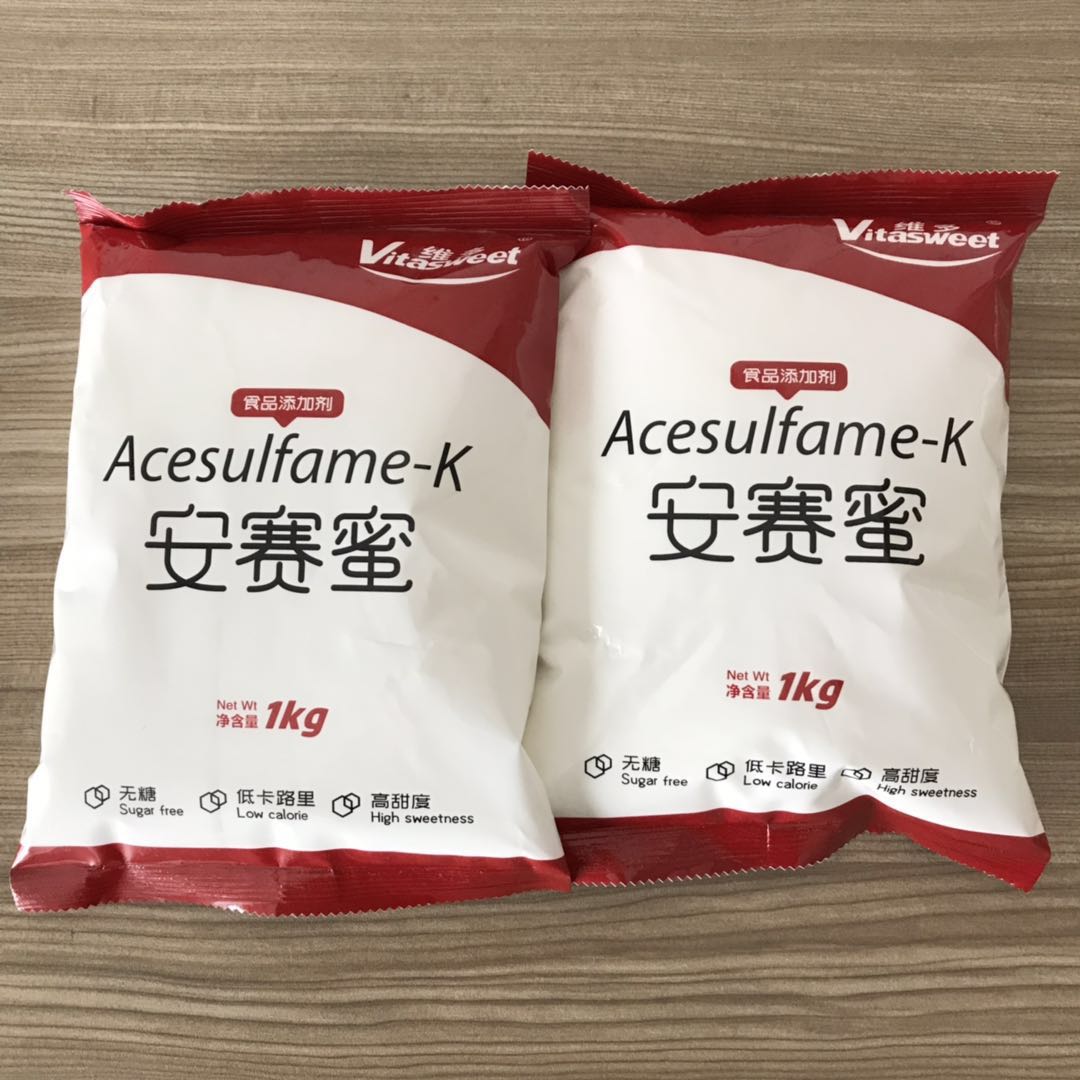 维多
Vitasweet
食品添加剂
Acesulfame-K
安赛蜜
Net Wt
净含量 1kg
无糖
Sugar free
低卡路里
Low calorie
高甜度
High sweetness
维多
Vitasweet
食品添加剂
Acesulfame-K
安赛蜜
Net Wt
净含量 1kg
无糖
Sugar free
低卡路里
Low calorie
高甜度
High sweetness